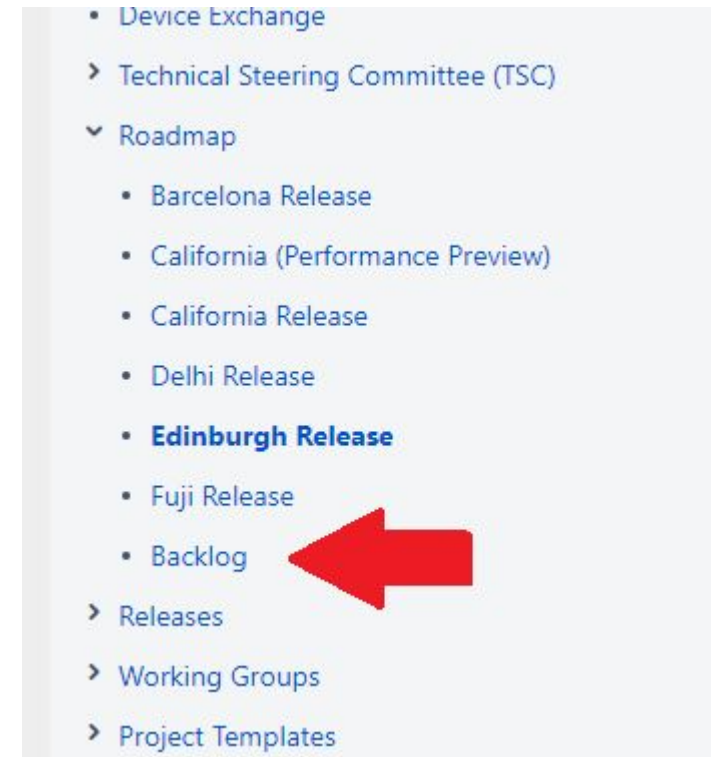 Device Exchange
Technical Steering Committee (TSC)
Roadmap
Barcelona Release
California (Performance Preview)
California Release
Delhi Release
Edinburgh Release
Fuji Release
Backlog
Releases
Working Groups
Project Templates